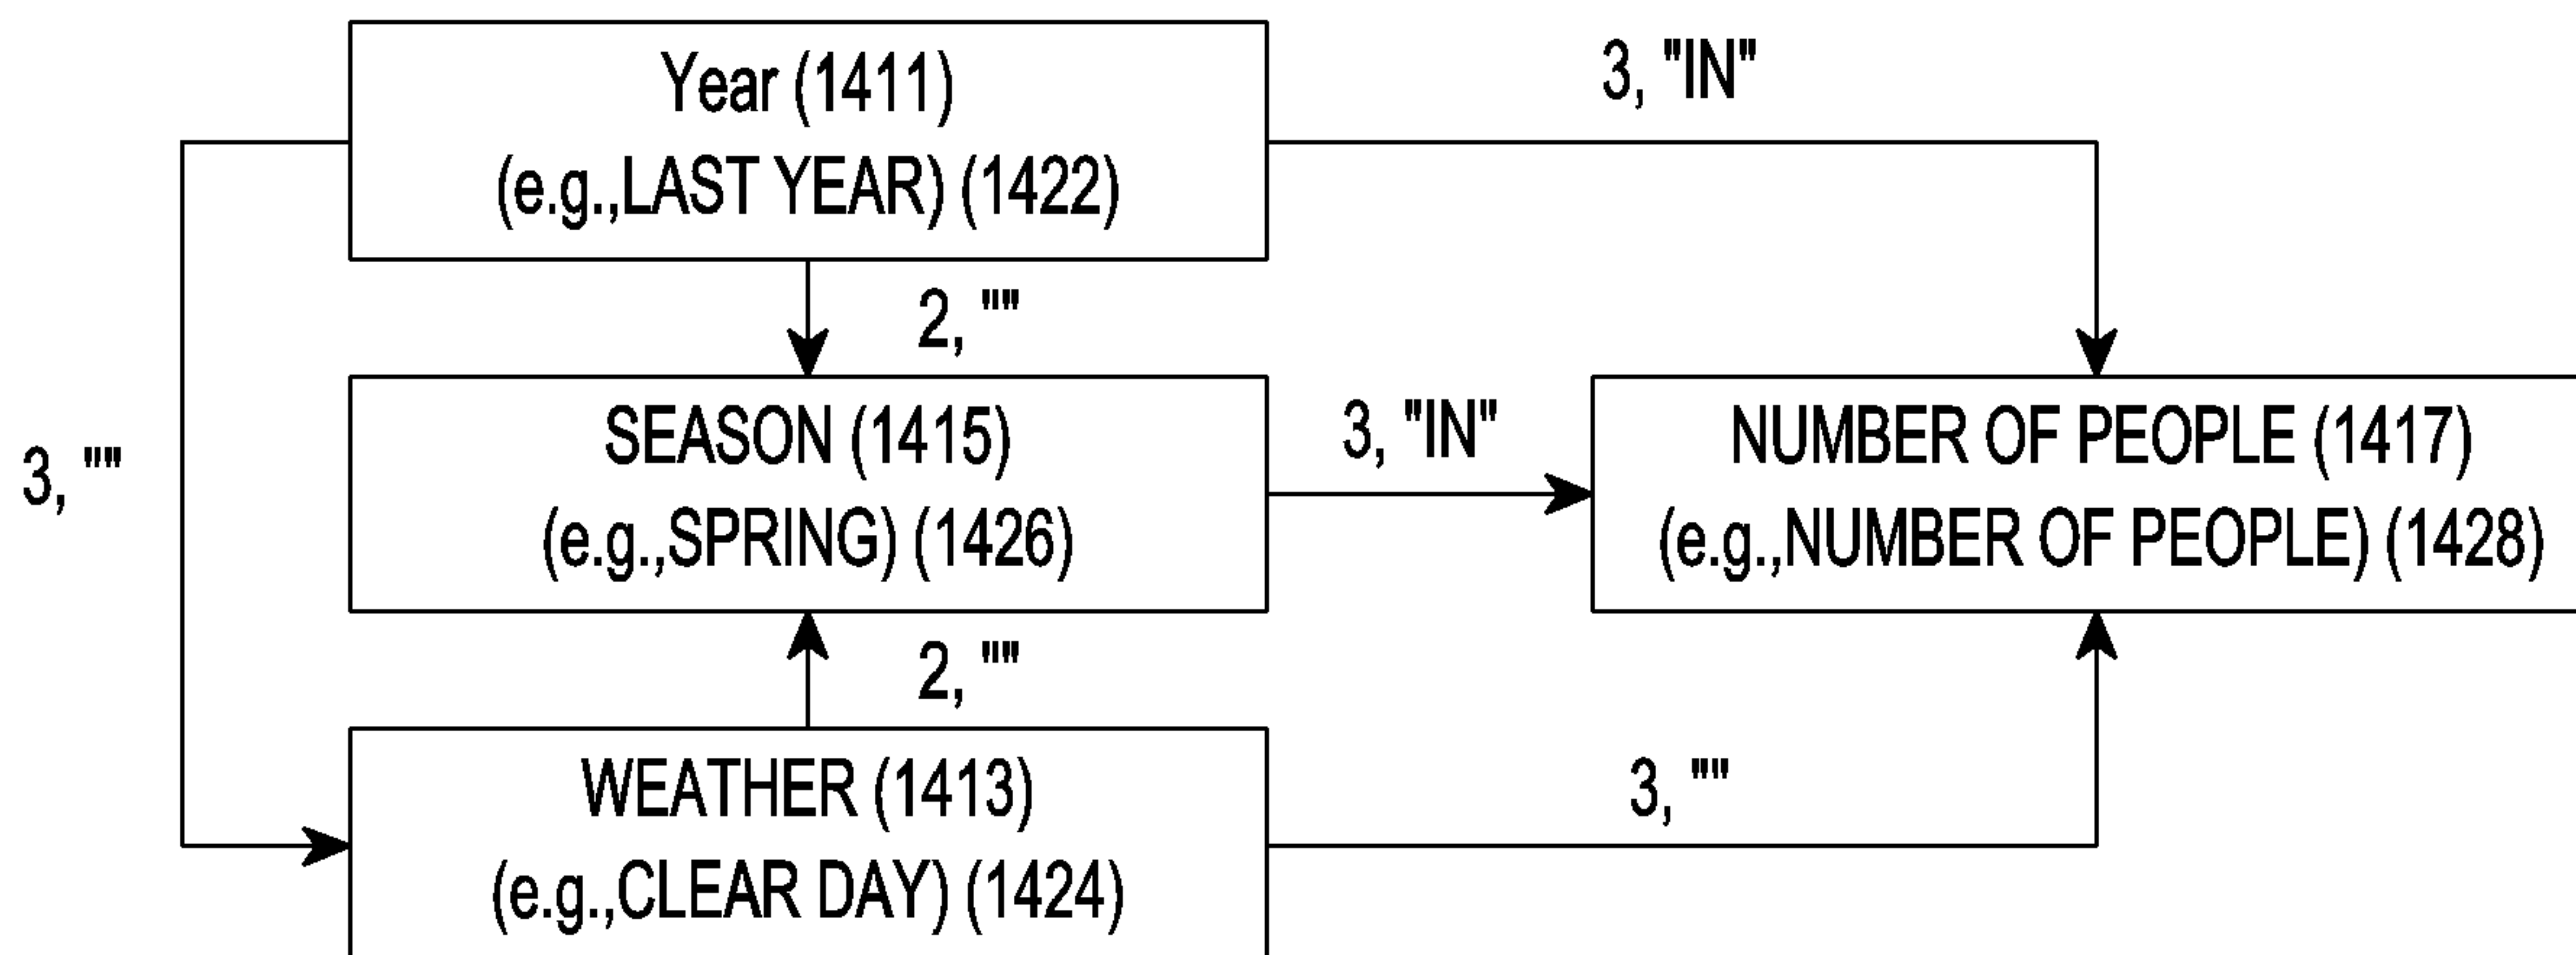 Year (1411)
(e.g.,LAST YEAR) (1422)
3, "IN"
2, ""
3, ""
SEASON (1415)
(e.g.,SPRING) (1426)
3, "IN"
NUMBER OF PEOPLE (1417)
(e.g.,NUMBER OF PEOPLE) (1428)
2, ""
WEATHER (1413)
(e.g.,CLEAR DAY) (1424)
3, ""